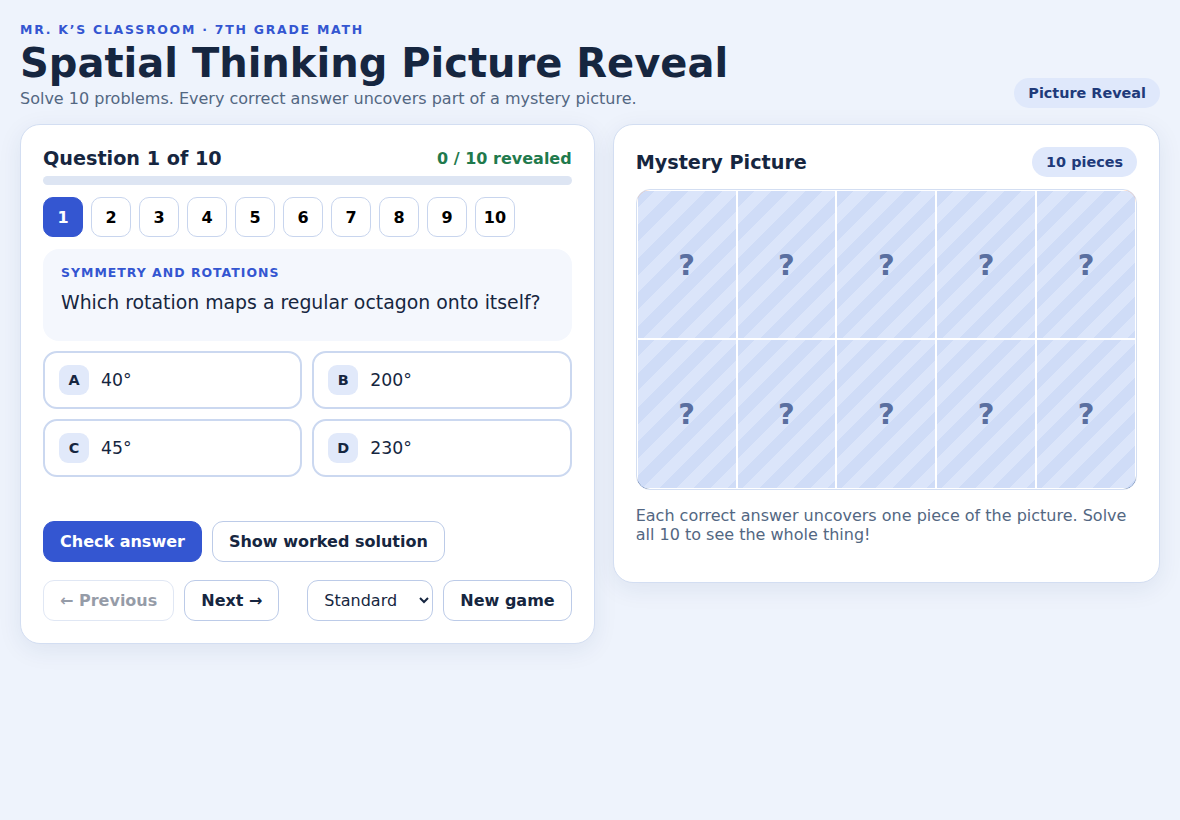 MR. K’S CLASSROOM · 7TH GRADE MATH
Spatial Thinking Picture Reveal
Solve 10 problems. Every correct answer uncovers part of a mystery picture.
Picture Reveal
Question 1 of 10
0 / 10 revealed
1 2 3 4 5 6 7 8 9 10
SYMMETRY AND ROTATIONS
Which rotation maps a regular octagon onto itself?
A 40°
B 200°
C 45°
D 230°
Check answer
Show worked solution
← Previous
Next →
Standard
New game
Mystery Picture
10 pieces
? ? ? ? ?
? ? ? ? ?
Each correct answer uncovers one piece of the picture. Solve
all 10 to see the whole thing!